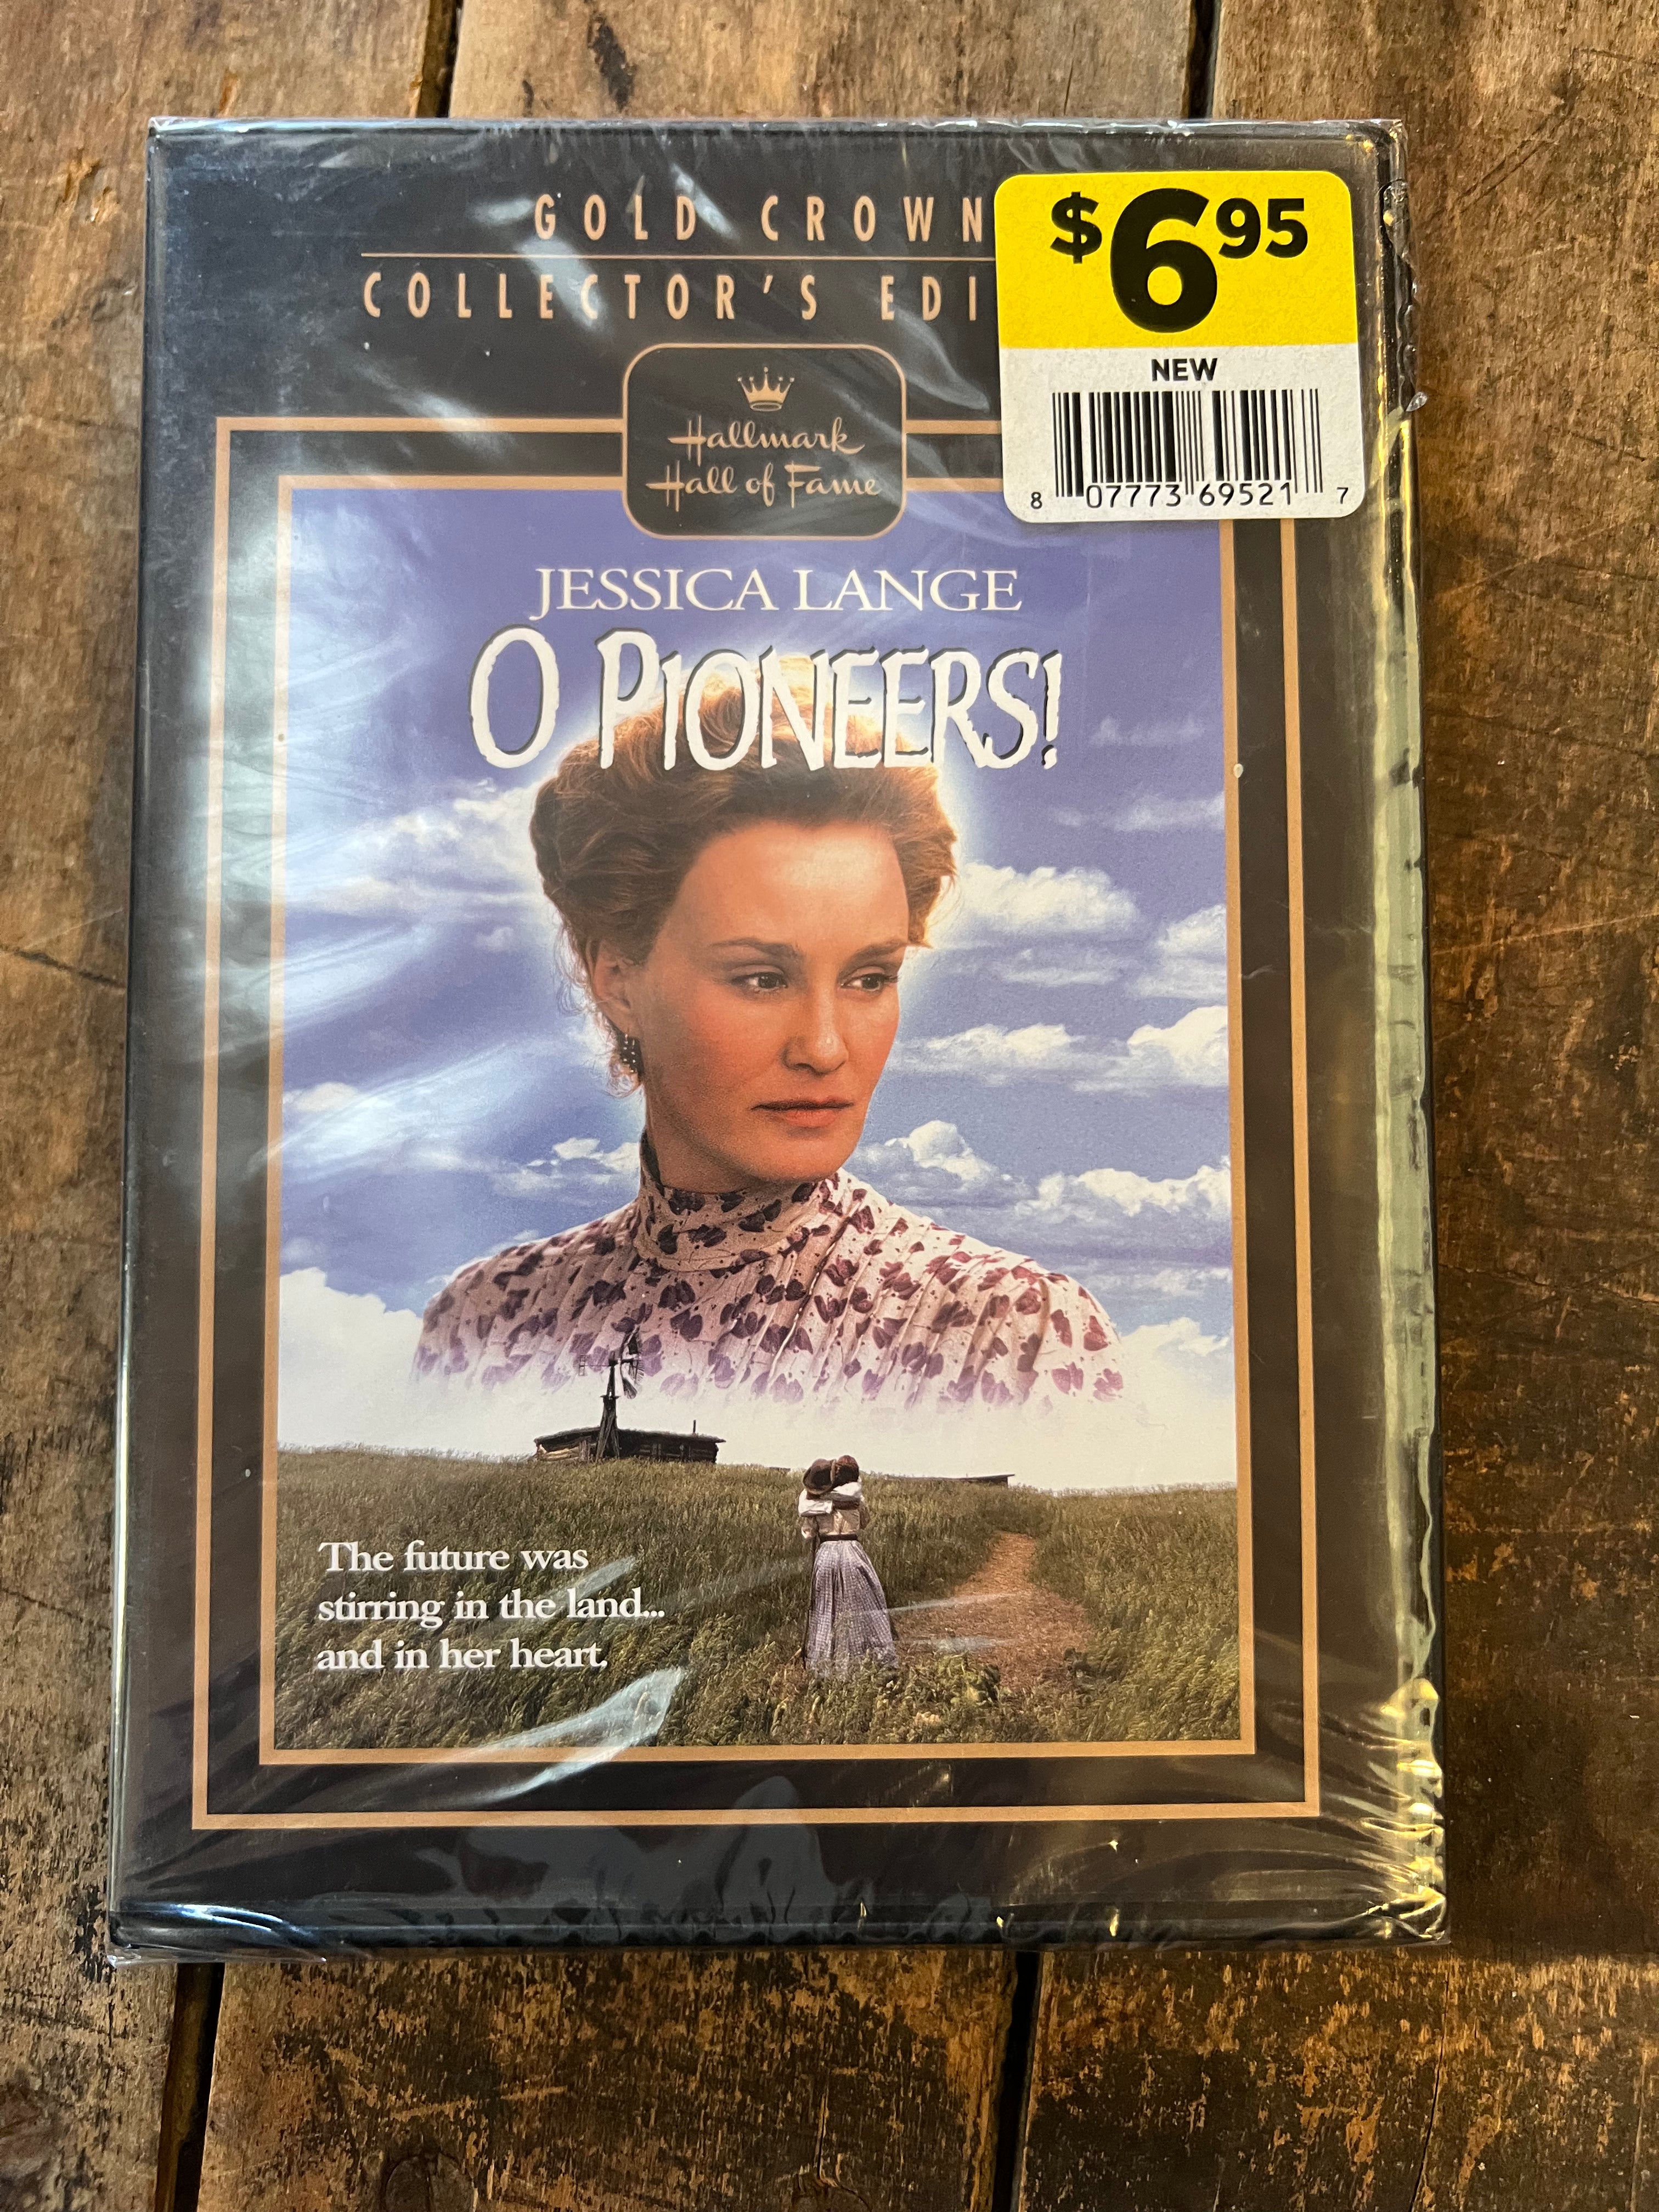 GOLD CROWN
COLLECTOR'S EDI
$6.95
NEW
8 07773 69521 7
Hallmark
Hall of Fame
JESSICA LANGE
O PIONEERS!
The future was
stirring in the land...
and in her heart.